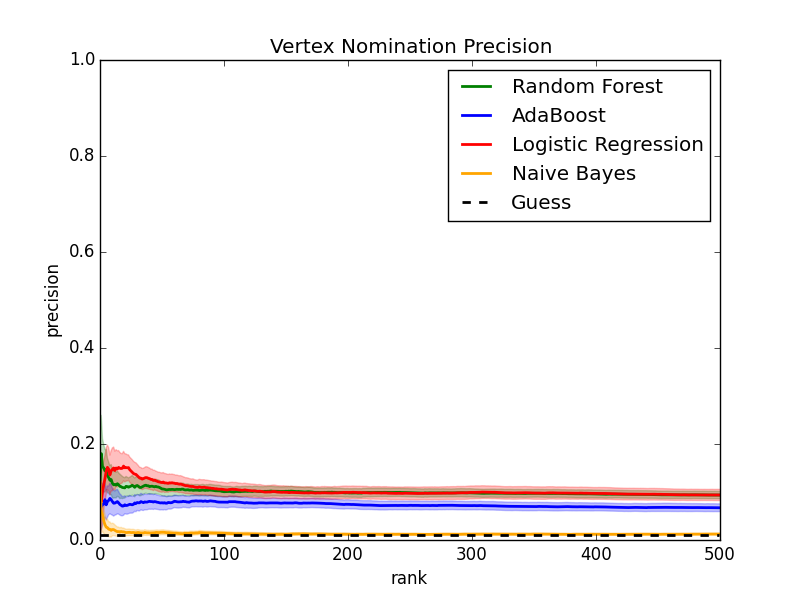 Vertex Nomination Precision
1.0
0.8
0.6
0.4
0.2
0.0
precision
Random Forest
AdaBoost
Logistic Regression
Naive Bayes
Guess
0
100
200
300
400
500
rank